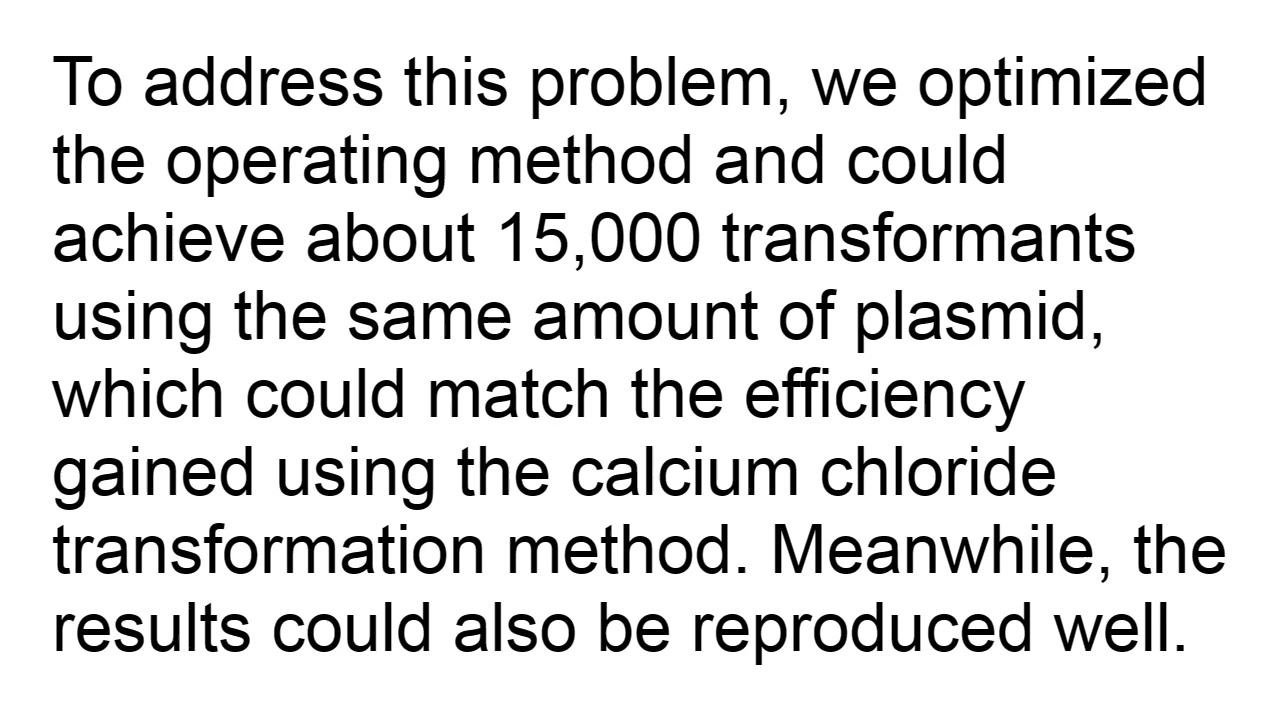 To address this problem, we optimized
the operating method and could
achieve about 15,000 transformants
using the same amount of plasmid,
which could match the efficiency
gained using the calcium chloride
transformation method. Meanwhile, the
results could also be reproduced well.